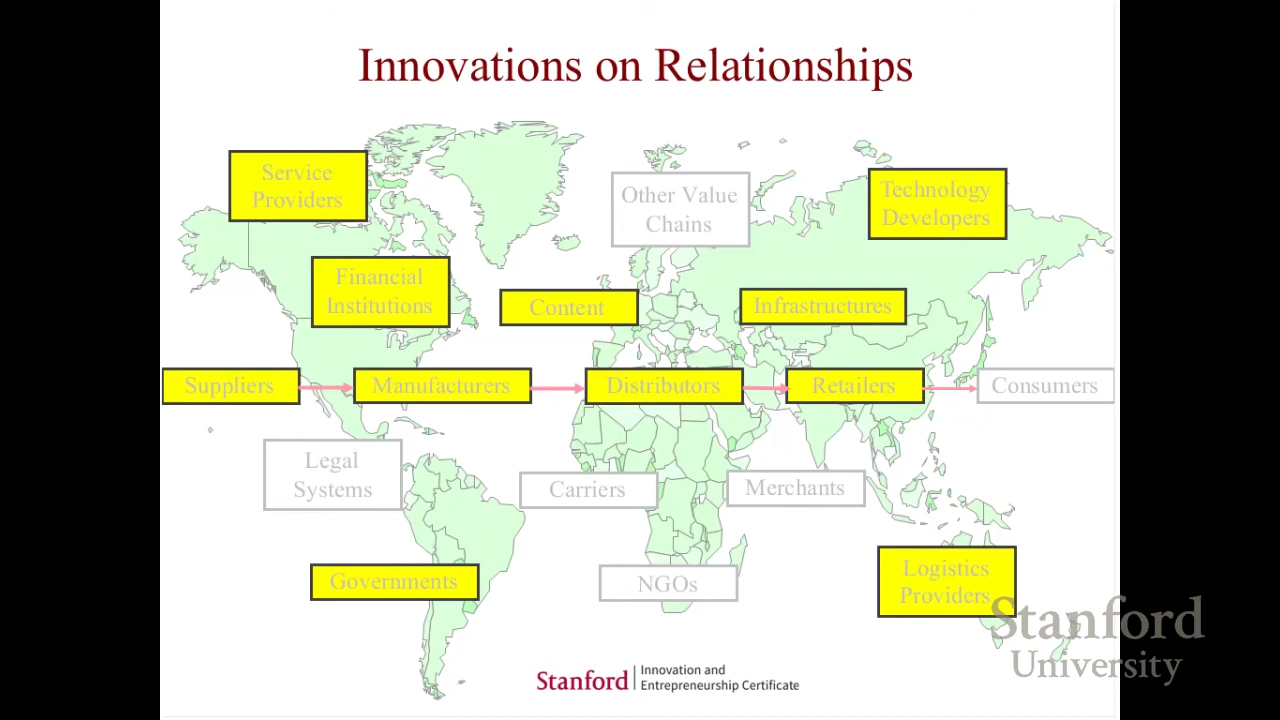 Innovations on Relationships
Service
Providers
Other Value
Chains
Technology
Developers
Financial
Institutions
Content
Infrastructures
Suppliers
Manufacturers
Distributors
Retailers
Consumers
Legal
Systems
Carriers
Merchants
Governments
NGOs
Logistics
Providers
Stanford
University
Stanford
Innovation and
Entrepreneurship Certificate